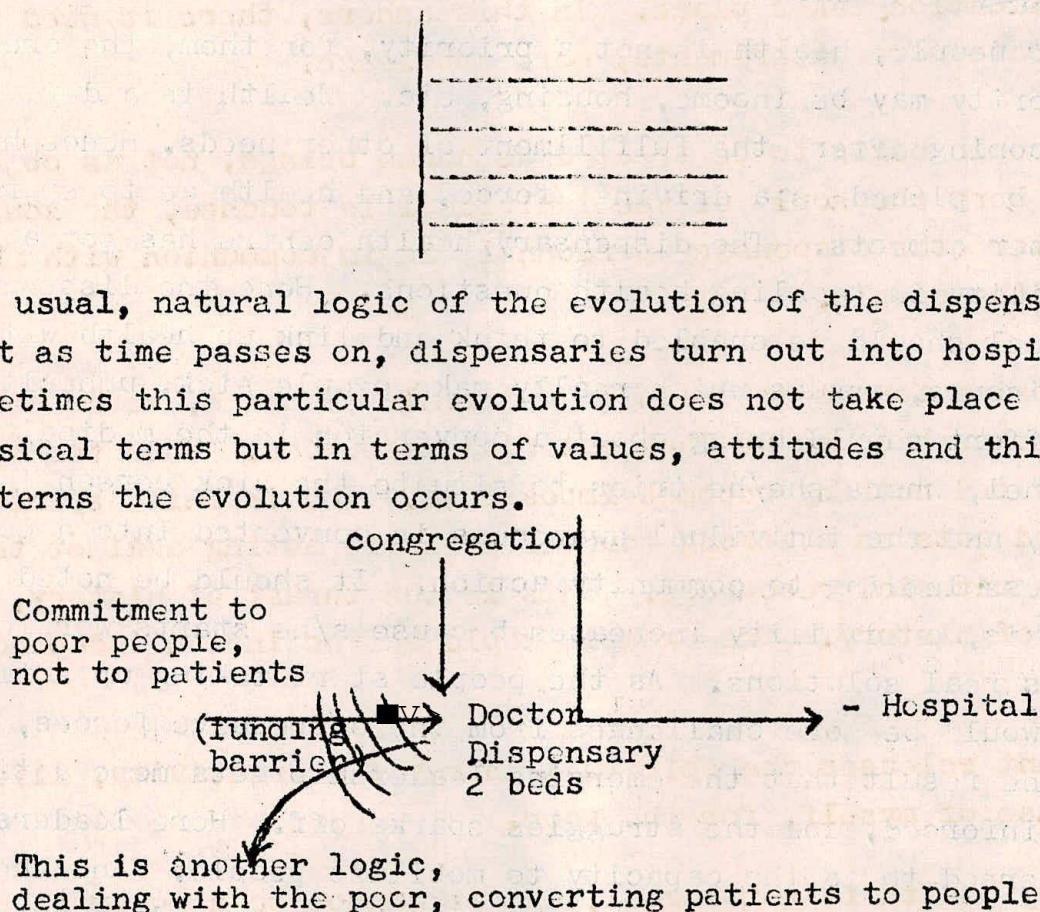 usual, natural logic of the evolution of the dispens
t as time passes on, dispensaries turn out into hospi
etimes this particular evolution does not take place
sical terms but in terms of values, attitudes and thi
terns the evolution occurs.
congregation
Commitment to
poor people,
not to patients
(funding
barrier)
V
Doctor
Dispensary
2 beds
- Hospital
This is another logic,
dealing with the poor, converting patients to people